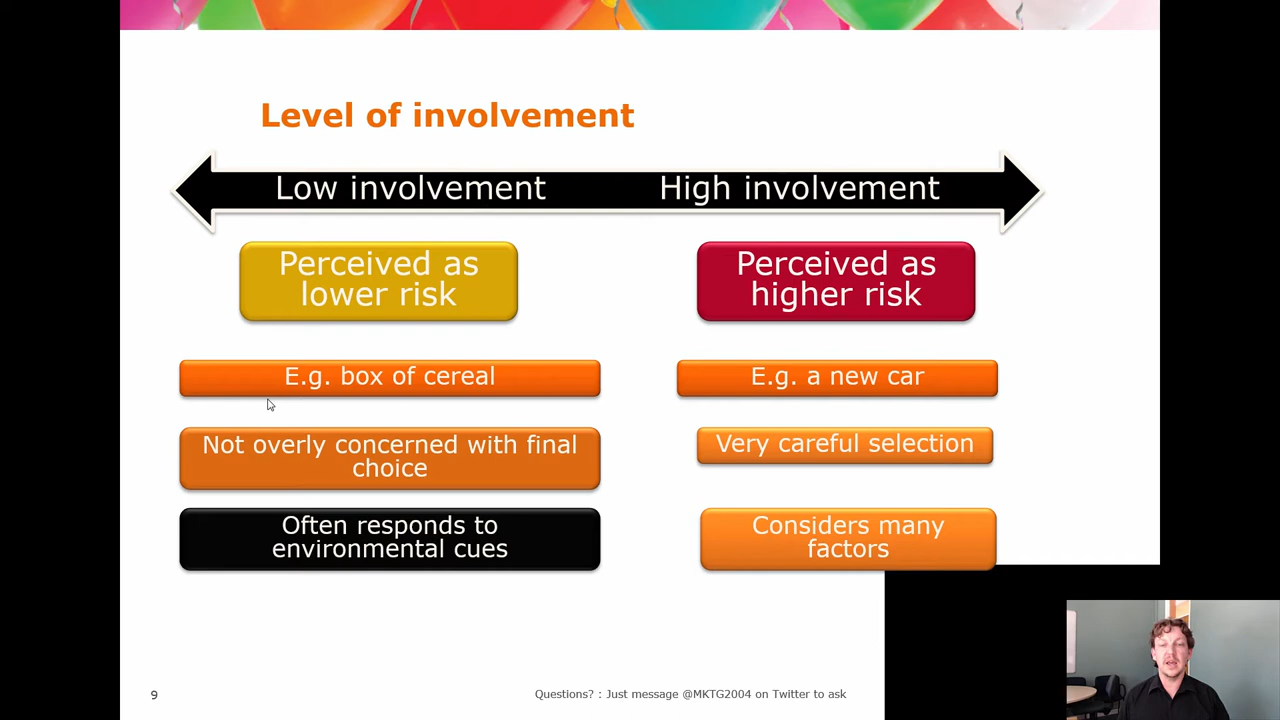 Level of involvement
Low involvement
High involvement
Perceived as
lower risk
Perceived as
higher risk
E.g. box of cereal
E.g. a new car
Not overly concerned with final
choice
Very careful selection
Often responds to
environmental cues
Considers many
factors
9
Questions? : Just message @MKTG2004 on Twitter to ask